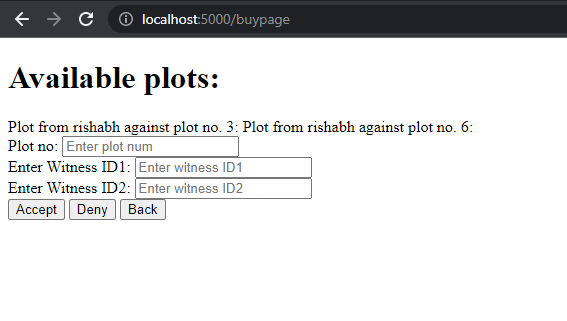 localhost:5000/buypage
Available plots:
Plot from rishabh against plot no. 3: Plot from rishabh against plot no. 6:
Plot no: Enter plot num
Enter Witness ID1: Enter witness ID1
Enter Witness ID2: Enter witness ID2
Accept Deny Back